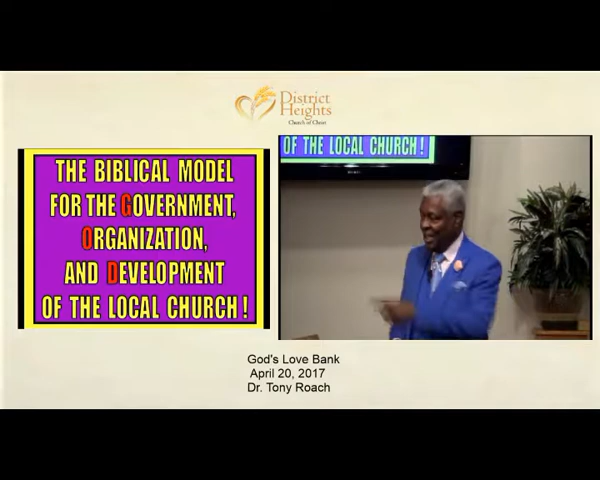 District
Heights
Church of Christ
THE BIBLICAL MODEL
FOR THE GOVERNMENT,
ORGANIZATION,
AND DEVELOPMENT
OF THE LOCAL CHURCH!
OF THE LOCAL CHURCH!
God's Love Bank
April 20, 2017
Dr. Tony Roach